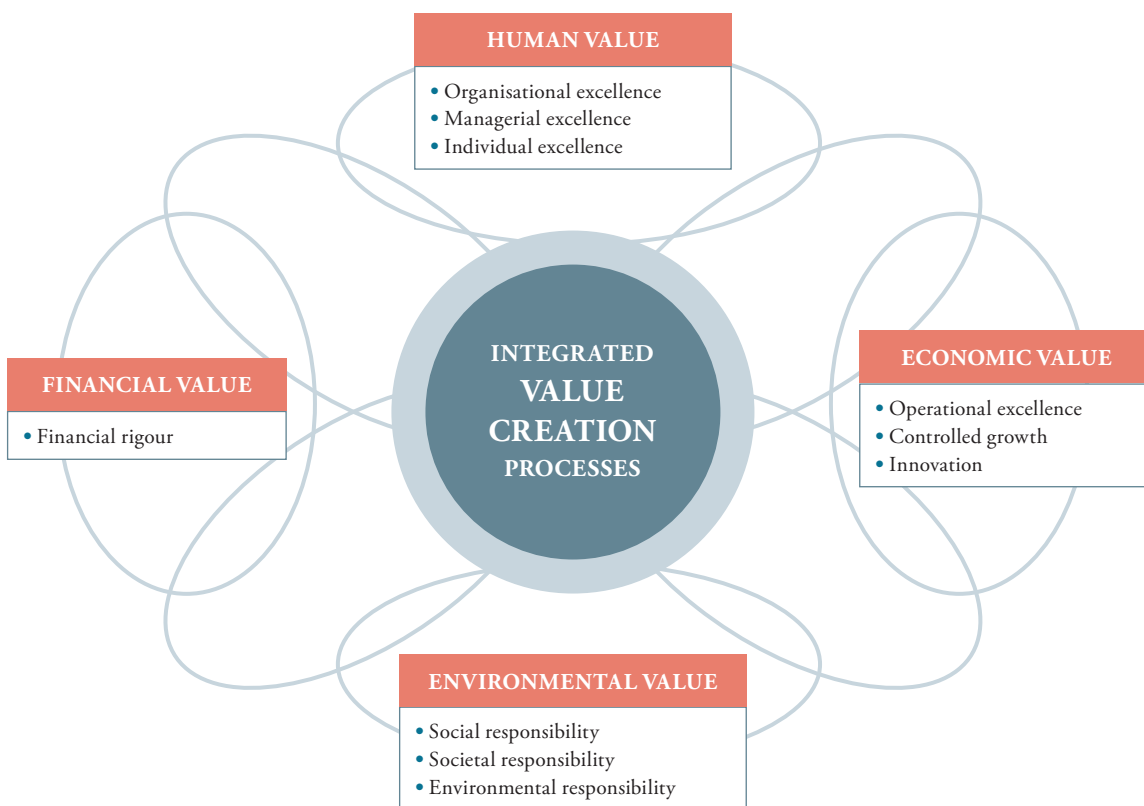 HUMAN VALUE
• Organisational excellence
• Managerial excellence
• Individual excellence
FINANCIAL VALUE
• Financial rigour
INTEGRATED
VALUE
CREATION
PROCESSES
ECONOMIC VALUE
• Operational excellence
• Controlled growth
• Innovation
ENVIRONMENTAL VALUE
• Social responsibility
• Societal responsibility
• Environmental responsibility